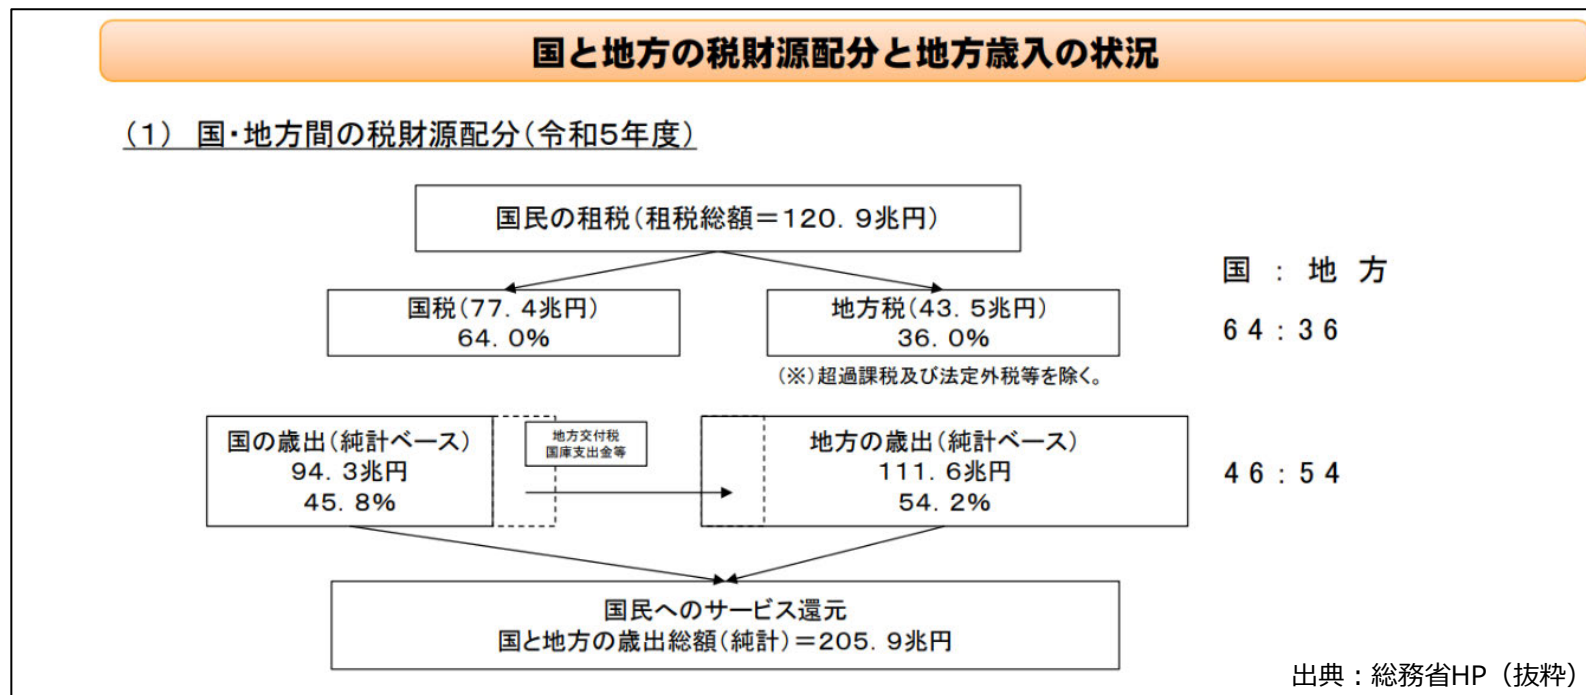 国と地方の税財源配分と地方歳入の状況
(1) 国・地方間の税財源配分(令和5年度)
国民の租税(租税総額=120.9兆円)
国 : 地 方
国税(77.4兆円)
64.0%
地方税(43.5兆円)
36.0%
64:36
(※)超過課税及び法定外税等を除く。
国の歳出(純計ベース)
94.3兆円
45.8%
地方交付税
国庫支出金等
地方の歳出(純計ベース)
111.6兆円
54.2%
46:54
国民へのサービス還元
国と地方の歳出総額(純計)=205.9兆円
出典:総務省HP(抜粋)